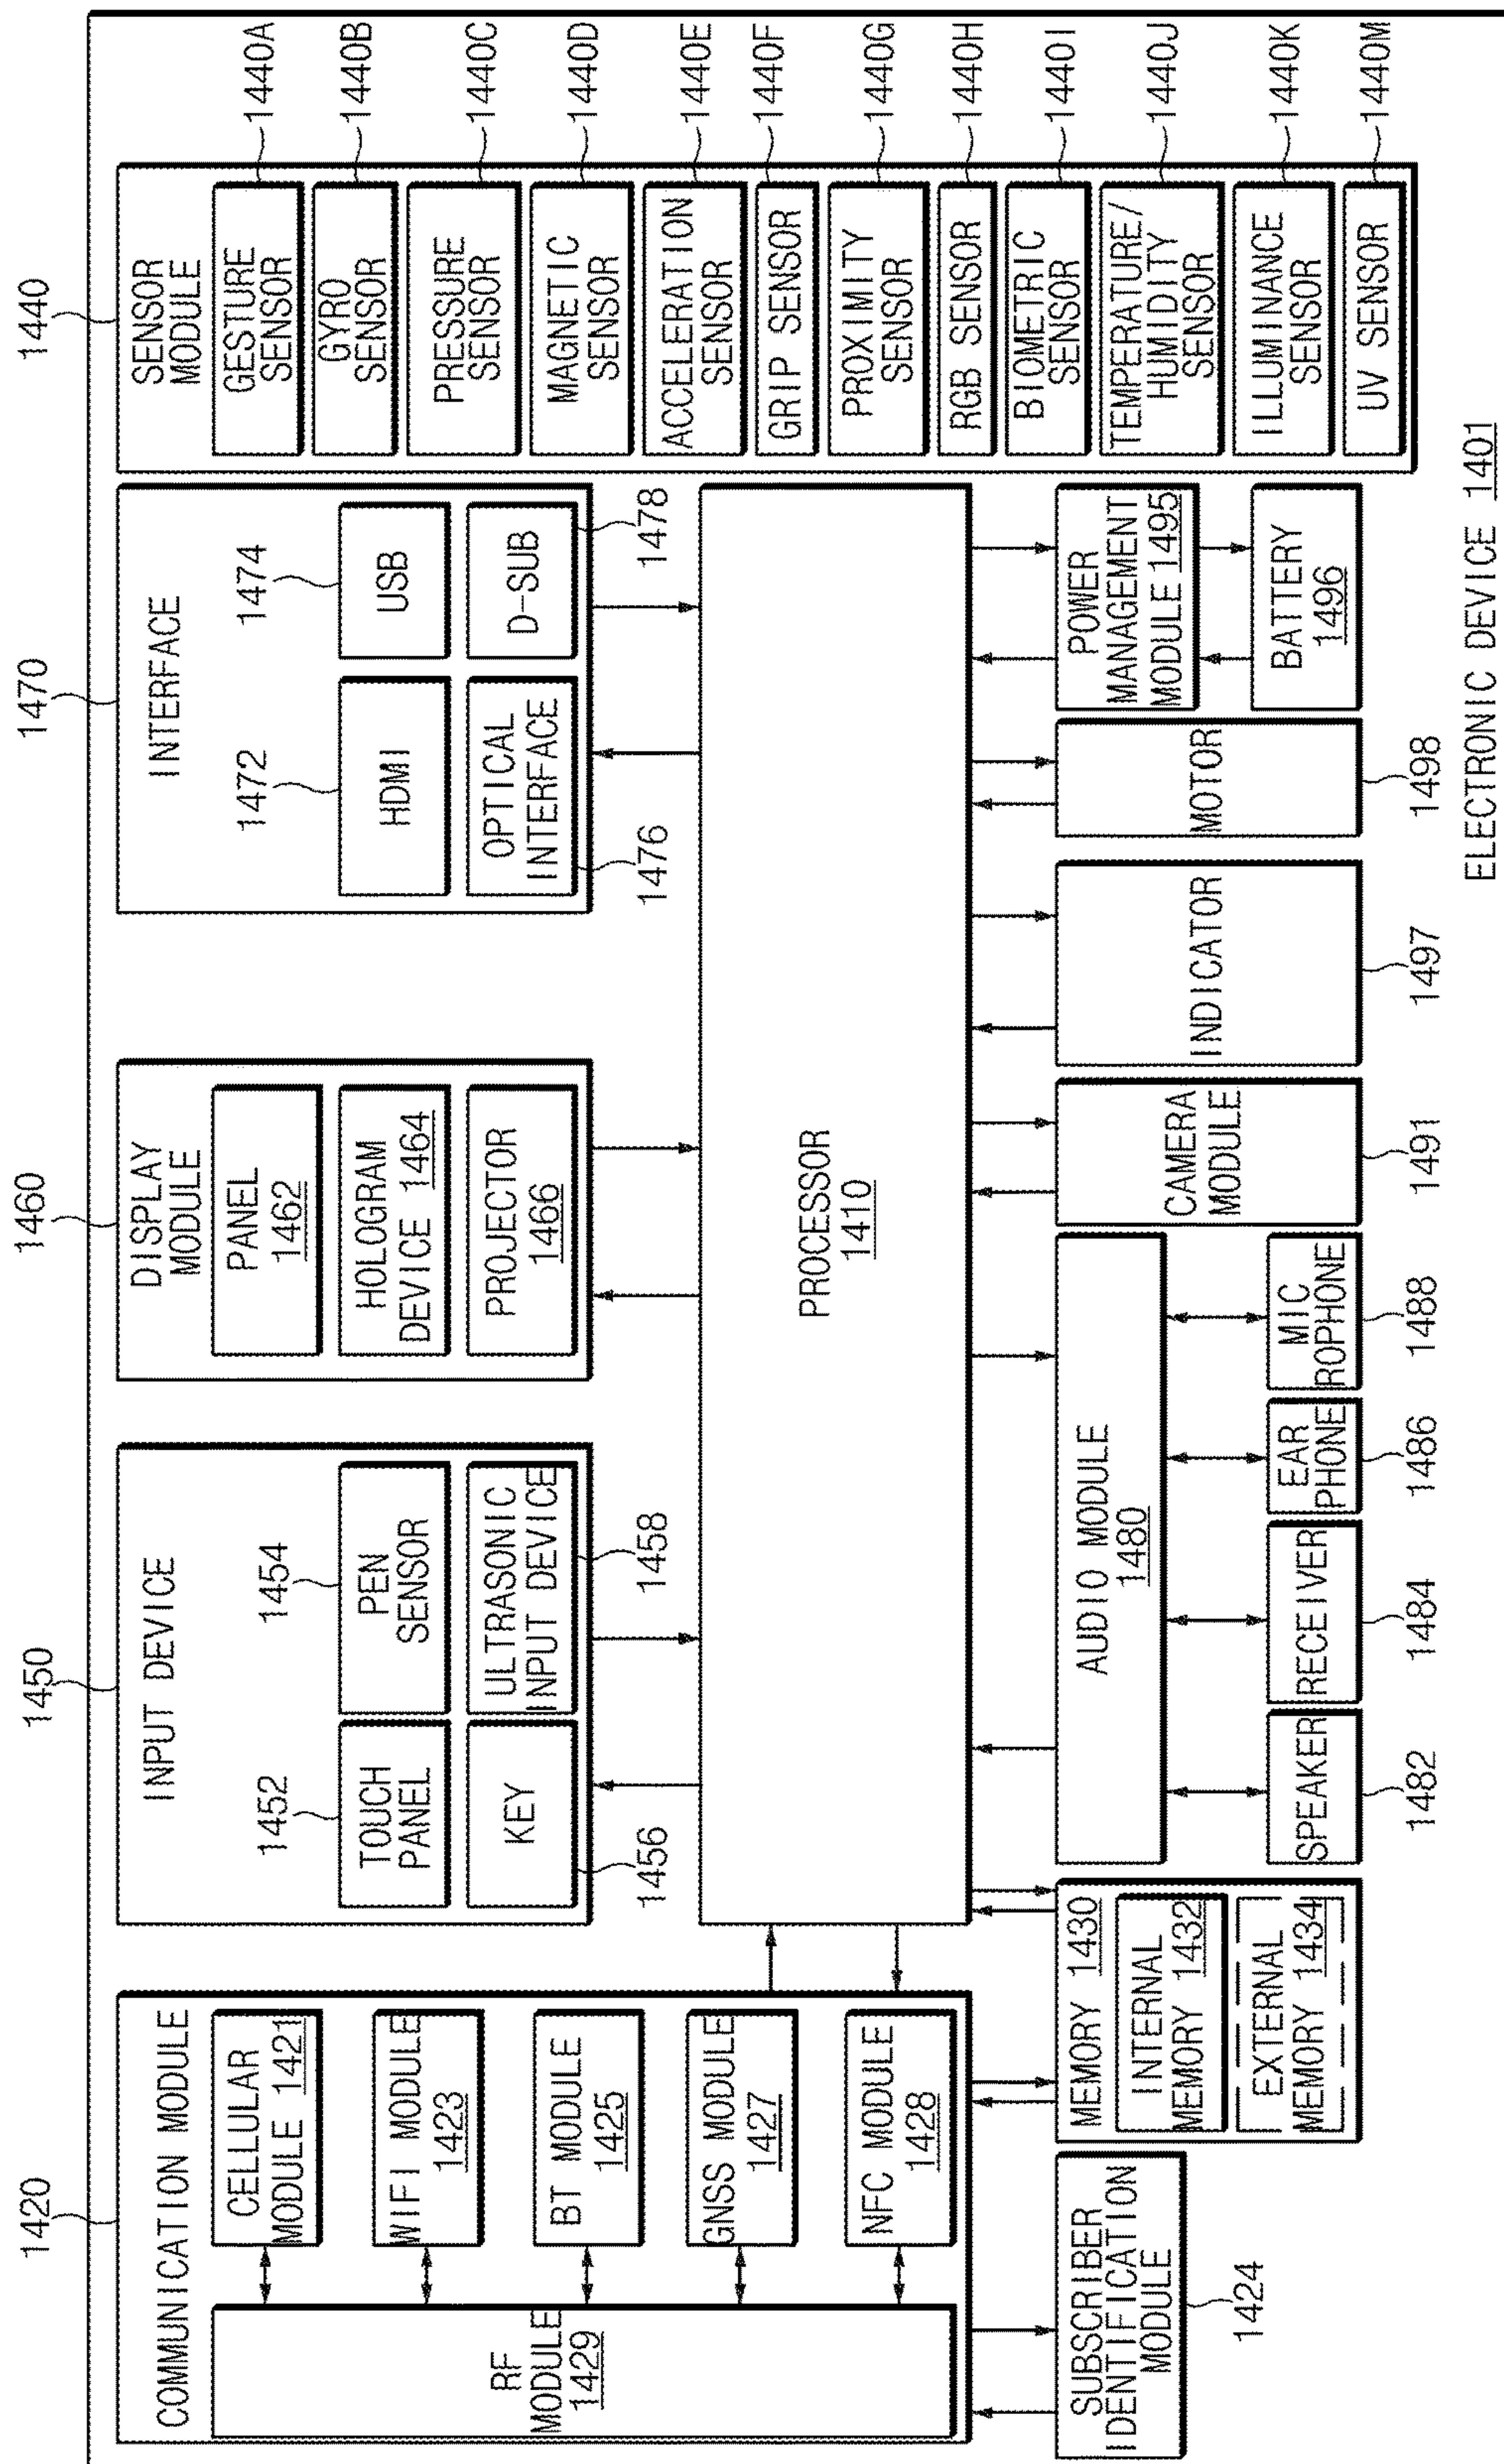 1420
COMMUNICATION MODULE
CELLULAR
MODULE 1421
WIFI MODULE
1423
BT MODULE
1425
GNSS MODULE
1427
NFC MODULE
1428
RF
MODULE
1429
SUBSCRIBER
IDENTIFICATION
MODULE
1424
1450
INPUT DEVICE
1452
TOUCH
PANEL
1454
PEN
SENSOR
KEY
1456
ULTRASONIC
INPUT DEVICE
1458
1460
DISPLAY
MODULE
PANEL
1462
HOLOGRAM
DEVICE 1464
PROJECTOR
1466
1470
INTERFACE
1472
HDMI
1474
USB
OPTICAL
INTERFACE
1476
D-SUB
1478
1440
SENSOR
MODULE
GESTURE
SENSOR
1440A
GYRO
SENSOR
1440B
PRESSURE
SENSOR
1440C
MAGNETIC
SENSOR
1440D
ACCELERATION
SENSOR
1440E
GRIP SENSOR
1440F
PROXIMITY
SENSOR
1440G
RGB SENSOR
1440H
BIOMETRIC
SENSOR
1440I
TEMPERATURE/
HUMIDITY
SENSOR
1440J
ILLUMINANCE
SENSOR
1440K
UV SENSOR
1440M
PROCESSOR
1410
MEMORY 1430
INTERNAL
MEMORY 1432
EXTERNAL
MEMORY 1434
AUDIO MODULE
1480
SPEAKER
1482
RECEIVER
1484
EAR
PHONE
1486
MIC
ROPHONE
1488
CAMERA
MODULE
1491
INDICATOR
1497
MOTOR
1498
POWER
MANAGEMENT
MODULE 1495
BATTERY
1496
ELECTRONIC DEVICE 1401